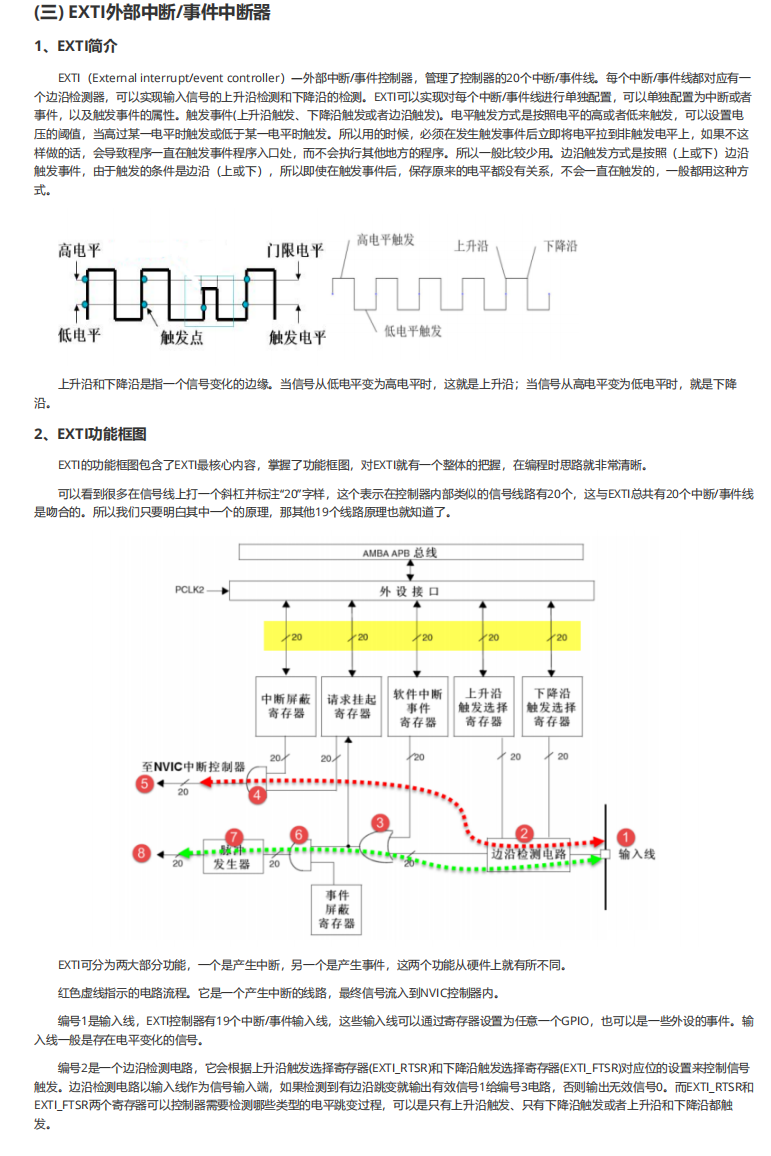 (三) EXTI外部中断/事件中断器
1、EXTI简介
EXTI（External interrupt/event controller）—外部中断/事件控制器，管理了控制器的20个中断/事件线。每个中断/事件线都对应有一
个边沿检测器，可以实现输入信号的上升沿检测和下降沿的检测。EXTI可以实现对每个中断/事件线进行单独配置，可以单独配置为中断或者
事件，以及触发事件的属性。触发事件(上升沿触发、下降沿触发或者边沿触发)。电平触发方式是按照电平的高或者低来触发，可以设置电
压的阈值，当高过某一电平时触发或低于某一电平时触发。所以用的时候，必须在发生触发事件后立即将电平拉到非触发电平上，如果不这
样做的话，会导致程序一直在触发事件程序入口处，而不会执行其他地方的程序。所以一般比较少用。边沿触发方式是按照（上或下）边沿
触发事件，由于触发的条件是边沿（上或下），所以即使在触发事件后，保存原来的电平都没有关系，不会一直在触发的，一般都用这种方
式。
高电平
门限电平
低电平
触发点
触发电平
高电平触发
上升沿
下降沿
低电平触发
上升沿和下降沿是指一个信号变化的边缘。当信号从低电平变为高电平时，这就是上升沿；当信号从高电平变为低电平时，就是下降
沿。
2、EXTI功能框图
EXTI的功能框图包含了EXTI最核心内容，掌握了功能框图，对EXTI就有一个整体的把握，在编程时思路就非常清晰。
可以看到很多在信号线上打一个斜杠并标注“20”字样，这个表示在控制器内部类似的信号线路有20个，这与EXTI总共有20个中断/事件线
是吻合的。所以我们只要明白其中一个的原理，那其他19个线路原理也就知道了。
AMBA APB 总线
PCLK2
外设接口
20
20
20
20
20
中断屏蔽
寄存器
请求挂起
寄存器
软件中断
事件
寄存器
上升沿
触发选择
寄存器
下降沿
触发选择
寄存器
20
20
20
20
20
至NVIC中断控制器
5
20
4
3
2
1
边沿检测电路
输入线
8
20
7
脉冲
发生器
20
6
20
事件
屏蔽
寄存器
EXTI可分为两大部分功能，一个是产生中断，另一个是产生事件，这两个功能从硬件上就有所不同。
红色虚线指示的电路流程。它是一个产生中断的线路，最终信号流入到NVIC控制器内。
编号1是输入线，EXTI控制器有19个中断/事件输入线，这些输入线可以通过寄存器设置为任意一个GPIO，也可以是一些外设的事件。输
入线一般是存在电平变化的信号。
编号2是一个边沿检测电路，它会根据上升沿触发选择寄存器(EXTI_RTSR)和下降沿触发选择寄存器(EXTI_FTSR)对应位的设置来控制信号
触发。边沿检测电路以输入线作为信号输入端，如果检测到有边沿跳变就输出有效信号1给编号3电路，否则输出无效信号0。而EXTI_RTSR和
EXTI_FTSR两个寄存器可以控制器需要检测哪些类型的电平跳变过程，可以是只有上升沿触发、只有下降沿触发或者上升沿和下降沿都触
发。